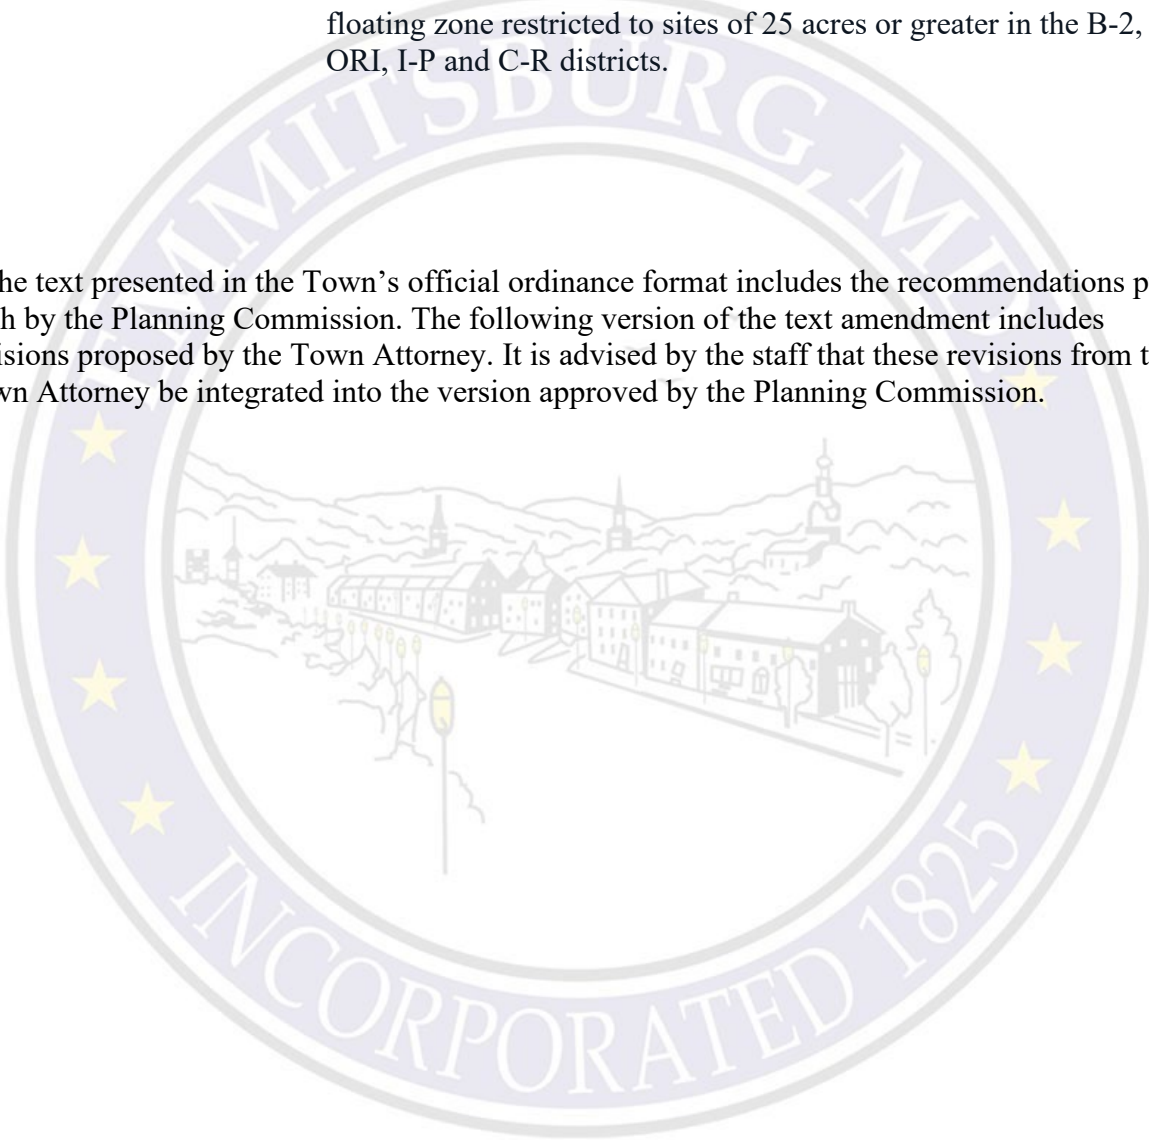 floating zone restricted to sites of 25 acres or greater in the B-2,
ORI, I-P and C-R districts.
EMMITSBURG, MD
he text presented in the Town’s official ordinance format includes the recommendations p
h by the Planning Commission. The following version of the text amendment includes
isions proposed by the Town Attorney. It is advised by the staff that these revisions from t
wn Attorney be integrated into the version approved by the Planning Commission.
INCORPORATED 1825